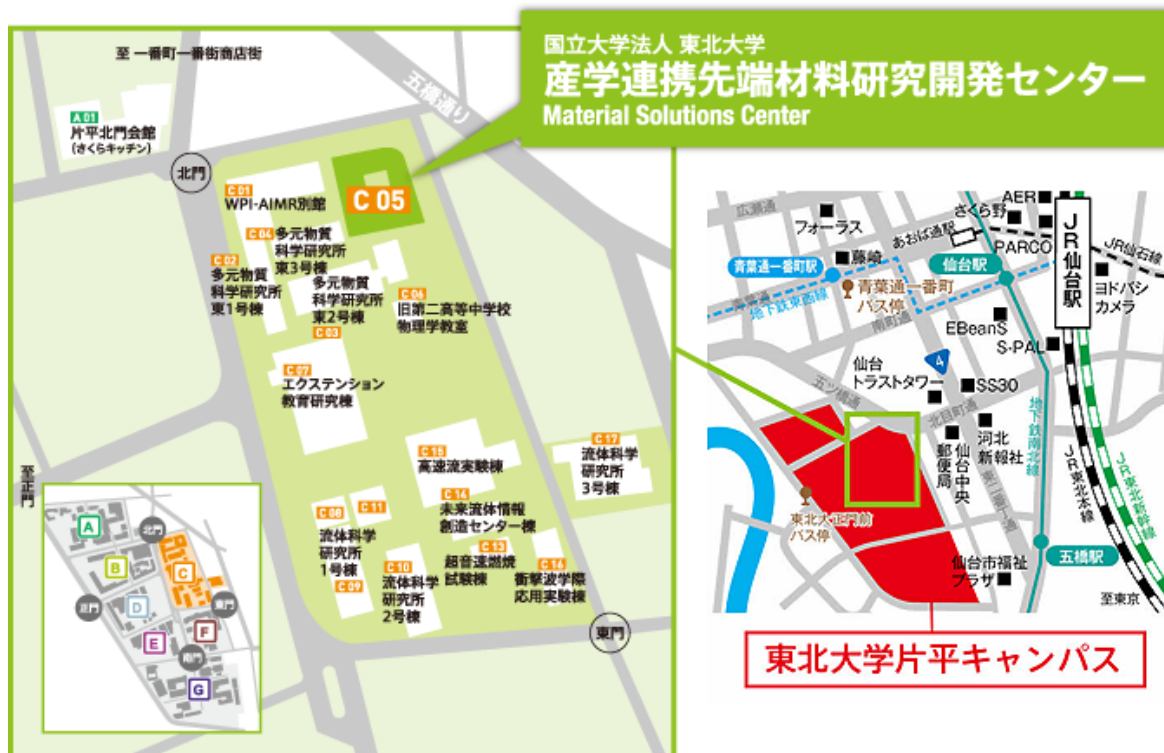 国立大学法人 東北大学
産学連携先端材料研究開発センター
Material Solutions Center
至 一番町一番街商店街
五橋通り
A 01
片平北門会館
(さくらキッチン)
北門
C 01
WPI-AIMR別館
C 05
C 04
多元物質
科学研究所
東3号棟
C 02
多元物質
科学研究所
東1号棟
多元物質
科学研究所
東2号棟
C 03
C 06
旧第二高等中学校
物理学教室
C 07
エクステンション
教育研究棟
C 15
高速流実験棟
C 17
流体科学
研究所
3号棟
C 14
未来流体情報
創造センター棟
C 08
C 11
流体科学
研究所
1号棟
C 09
C 10
流体科学
研究所
2号棟
C 13
超音速燃焼
試験棟
C 16
衝撃波学際
応用実験棟
東門
至正門
A
北門
B
C
正門
D
東門
E
F
南門
G
広瀬通
フォーラス
AER
さくら野
あおば通駅
PARCO
JR仙台駅
JR仙石線
藤崎
青葉通一番町駅
仙台駅
青葉通一番町
バス停
ヨドバシ
カメラ
青葉通
地下鉄東西線
南町通
EBeanS
S-PAL
4
仙台
トラストタワー
SS30
五ツ橋通
北目町通
河北
新報社
仙台中央
郵便局
東二番丁通
地下鉄南北線
JR東北本線
JR東北新幹線
東北大正門前
バス停
五橋駅
仙台市福祉
プラザ
至東京
東北大学片平キャンパス